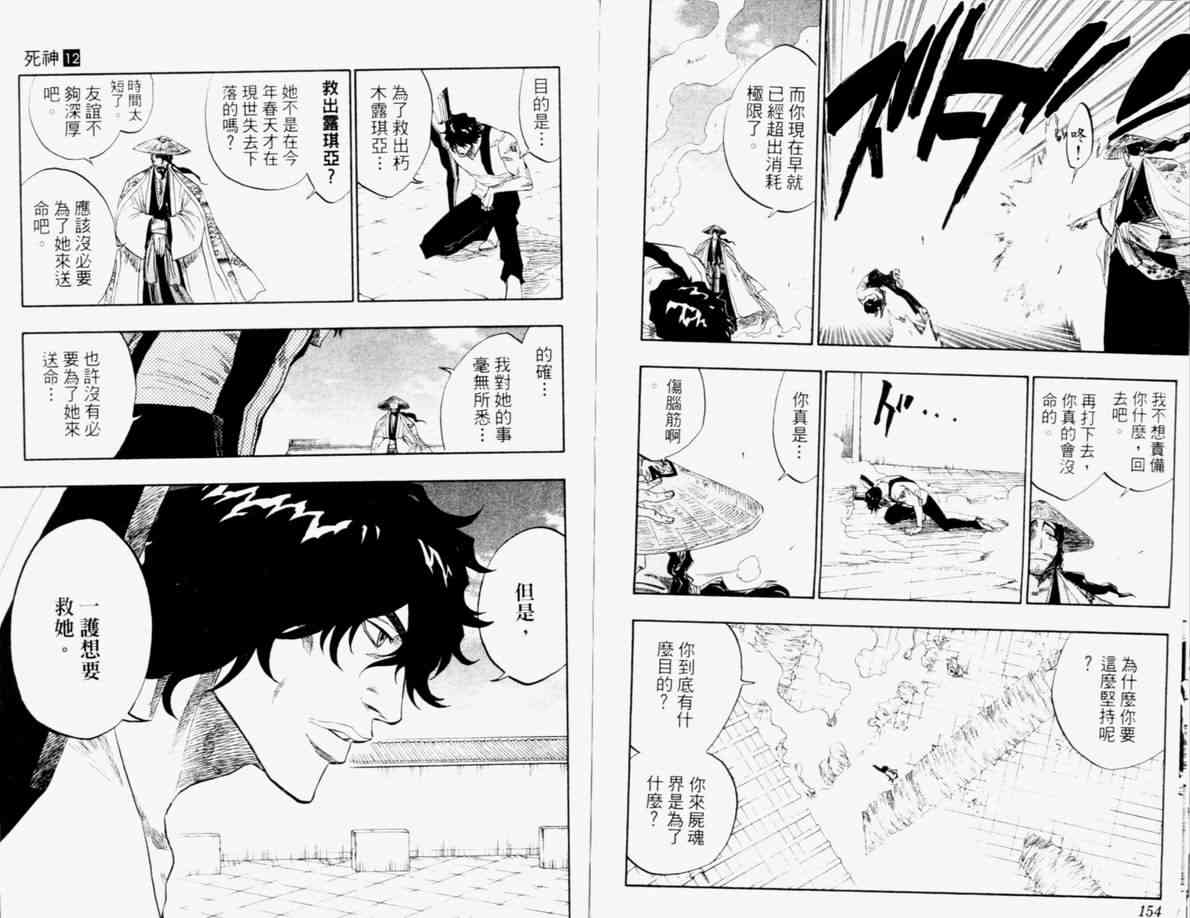 咚！
而你現在早就
已經超出消耗
極限了。
我不想責備
你什麼，回
去吧。
再打下去，
你真的會沒
命的。
グ…
你真是…
傷腦筋啊
。
為什麼你要
這麼堅持呢
？
你到底有什
麼目的？
你來屍魂
界是為了
什麼？
154
死神12
目的是…
為了救出朽
木露琪亞…
救出露琪亞？
她不是在今
年春天才在
現世失去下
落的嗎？
時間太
短了。
友誼不
夠深厚
吧。
應該沒必要
為了她來送
命吧。
的確…
我對她的事
毫無所悉…
也許沒有必
要為了她來
送命…
但是，
一護想要
救她。